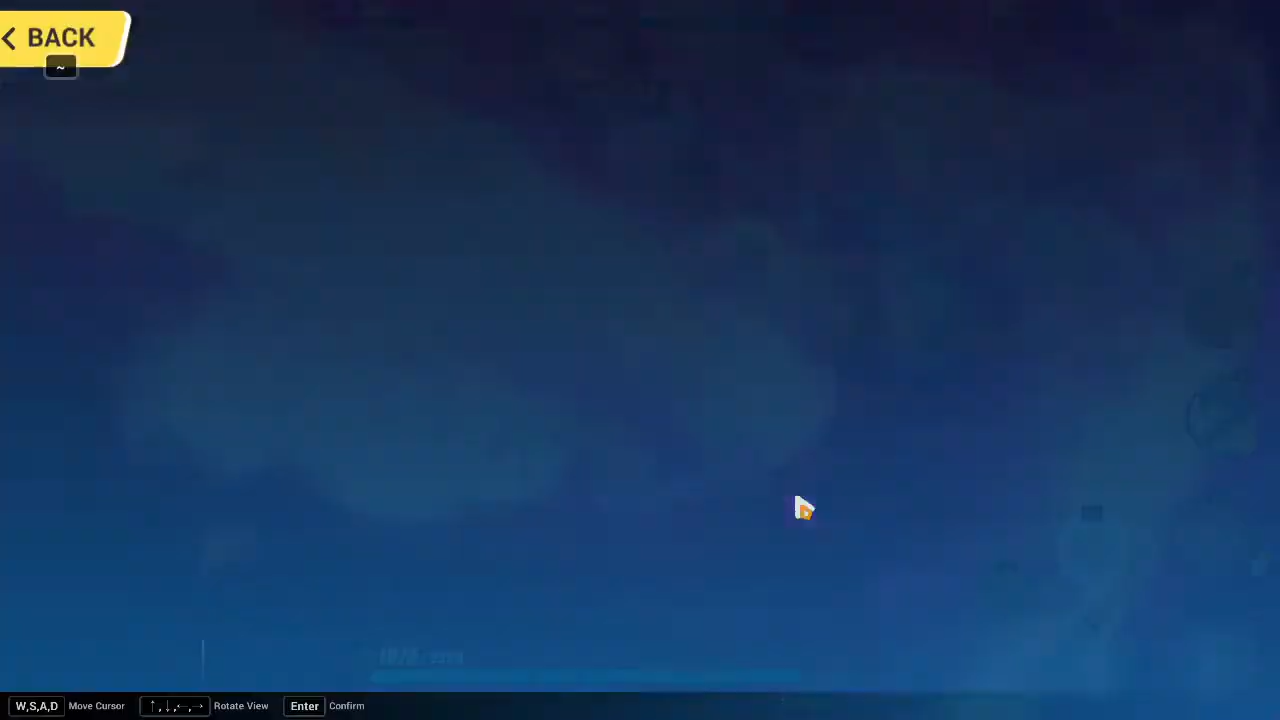 BACK
~
W,S,A,D Move Cursor ↑,↓,←,→ Rotate View Enter Confirm